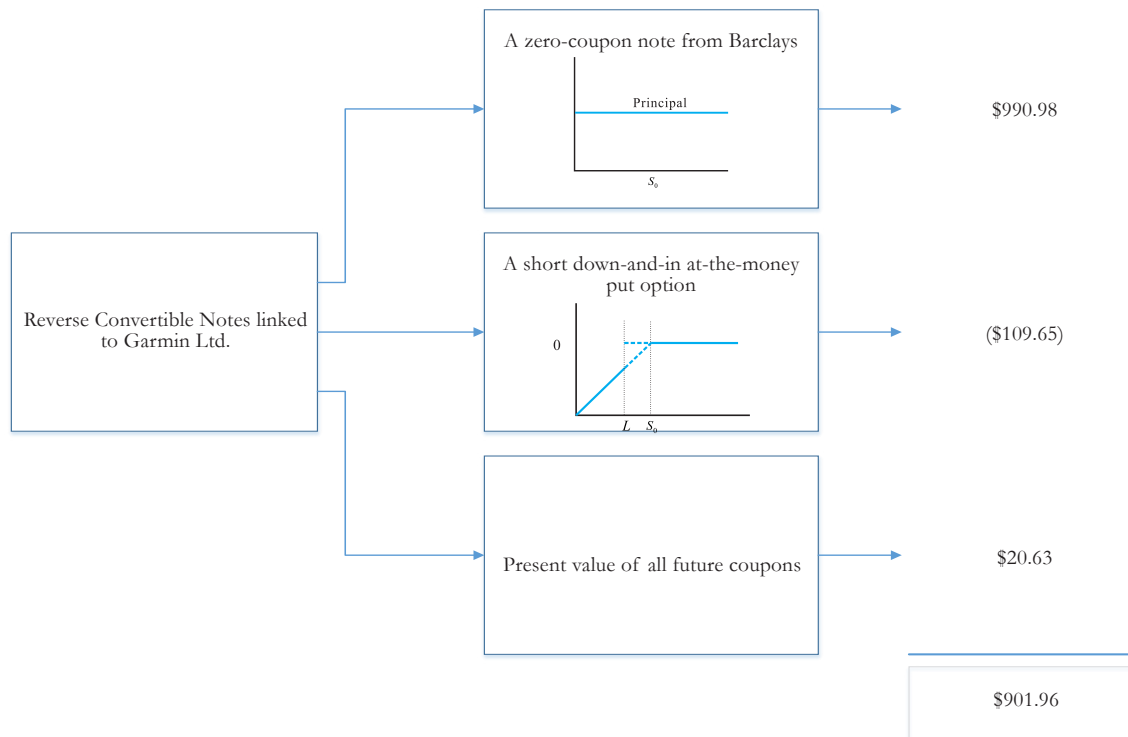 A zero-coupon note from Barclays
Principal
S₀
$990.98
Reverse Convertible Notes linked
to Garmin Ltd.
A short down-and-in at-the-money
put option
0
L S₀
($109.65)
Present value of all future coupons
$20.63
$901.96